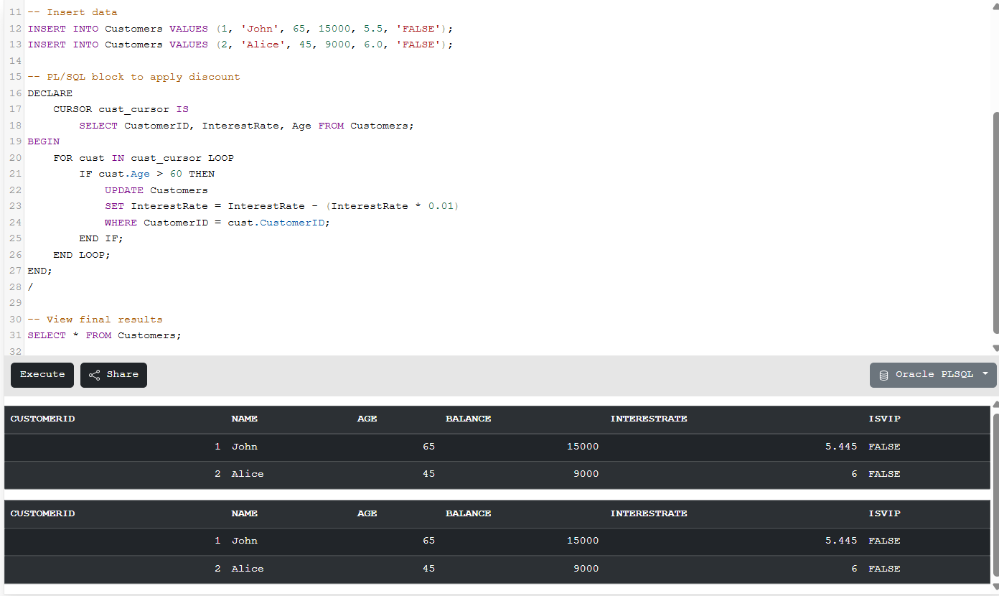 11 -- Insert data
12 INSERT INTO Customers VALUES (1, 'John', 65, 15000, 5.5, 'FALSE');
13 INSERT INTO Customers VALUES (2, 'Alice', 45, 9000, 6.0, 'FALSE');
14
15 -- PL/SQL block to apply discount
16 DECLARE
17     CURSOR cust_cursor IS
18         SELECT CustomerID, InterestRate, Age FROM Customers;
19 BEGIN
20     FOR cust IN cust_cursor LOOP
21         IF cust.Age > 60 THEN
22             UPDATE Customers
23             SET InterestRate = InterestRate - (InterestRate * 0.01)
24             WHERE CustomerID = cust.CustomerID;
25         END IF;
26     END LOOP;
27 END;
28 /
29
30 -- View final results
31 SELECT * FROM Customers;
32
Execute Share Oracle PLSQL
CUSTOMERID NAME AGE BALANCE INTERESTRATE ISVIP
1 John 65 15000 5.445 FALSE
2 Alice 45 9000 6 FALSE
CUSTOMERID NAME AGE BALANCE INTERESTRATE ISVIP
1 John 65 15000 5.445 FALSE
2 Alice 45 9000 6 FALSE